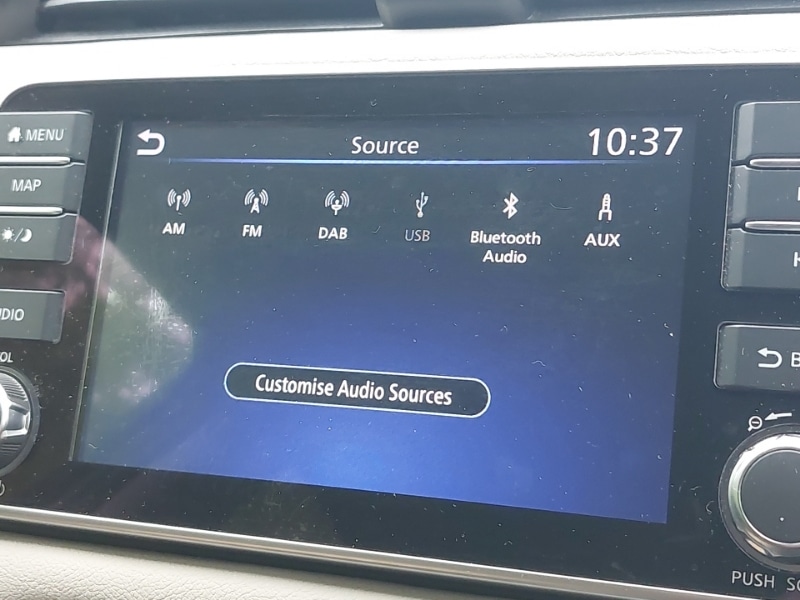 MENU
MAP
Source
10:37
AM
FM
DAB
USB
Bluetooth
Audio
AUX
Customise Audio Sources
PUSH